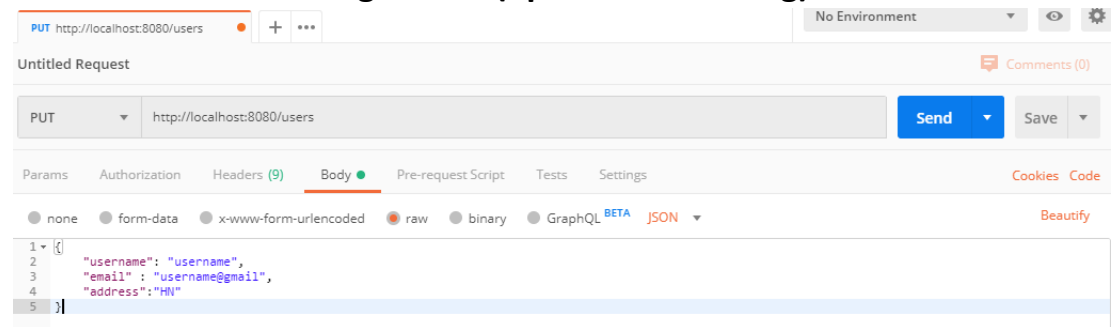 PUT http://localhost:8080/users + •••
No Environment
Untitled Request
Comments (0)
PUT http://localhost:8080/users Send Save
Params Authorization Headers (9) Body Pre-request Script Tests Settings Cookies Code
none form-data x-www-form-urlencoded raw binary GraphQL BETA JSON Beautify
1 {
2 "username": "username",
3 "email" : "username@gmail",
4 "address":"HN"
5 }